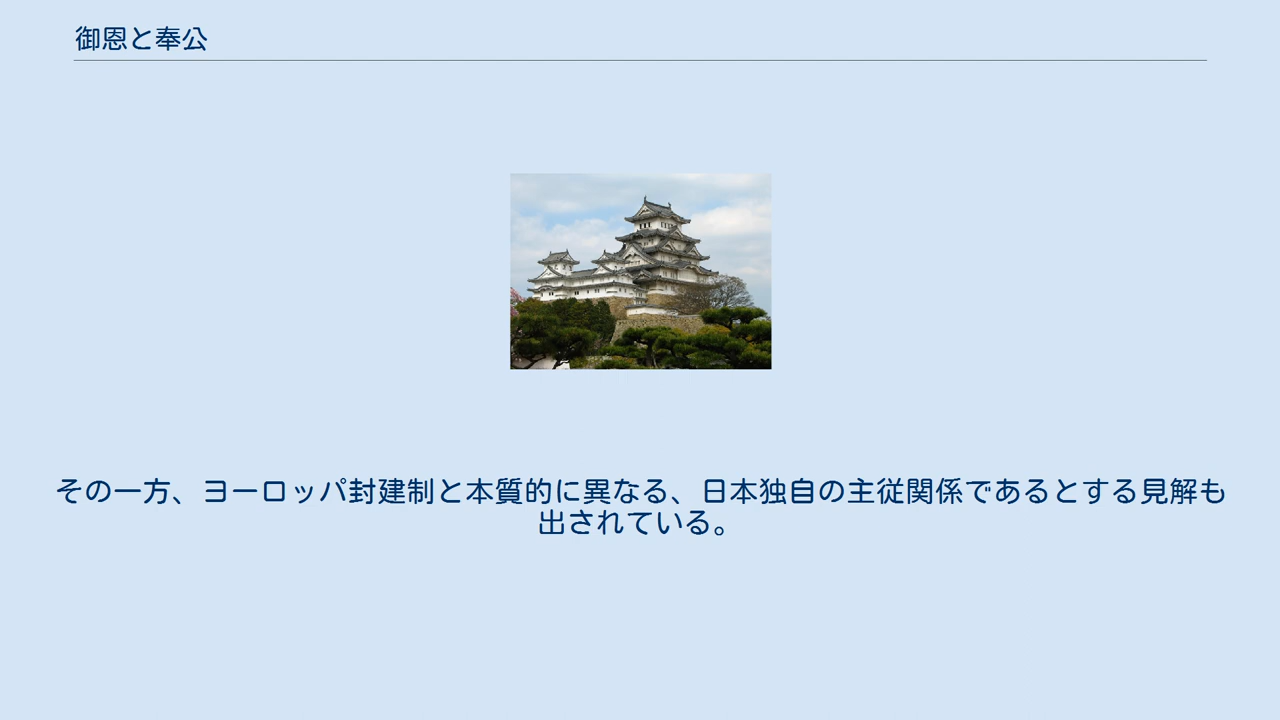 御恩と奉公
その一方、ヨーロッパ封建制と本質的に異なる、日本独自の主従関係であるとする見解も
出されている。